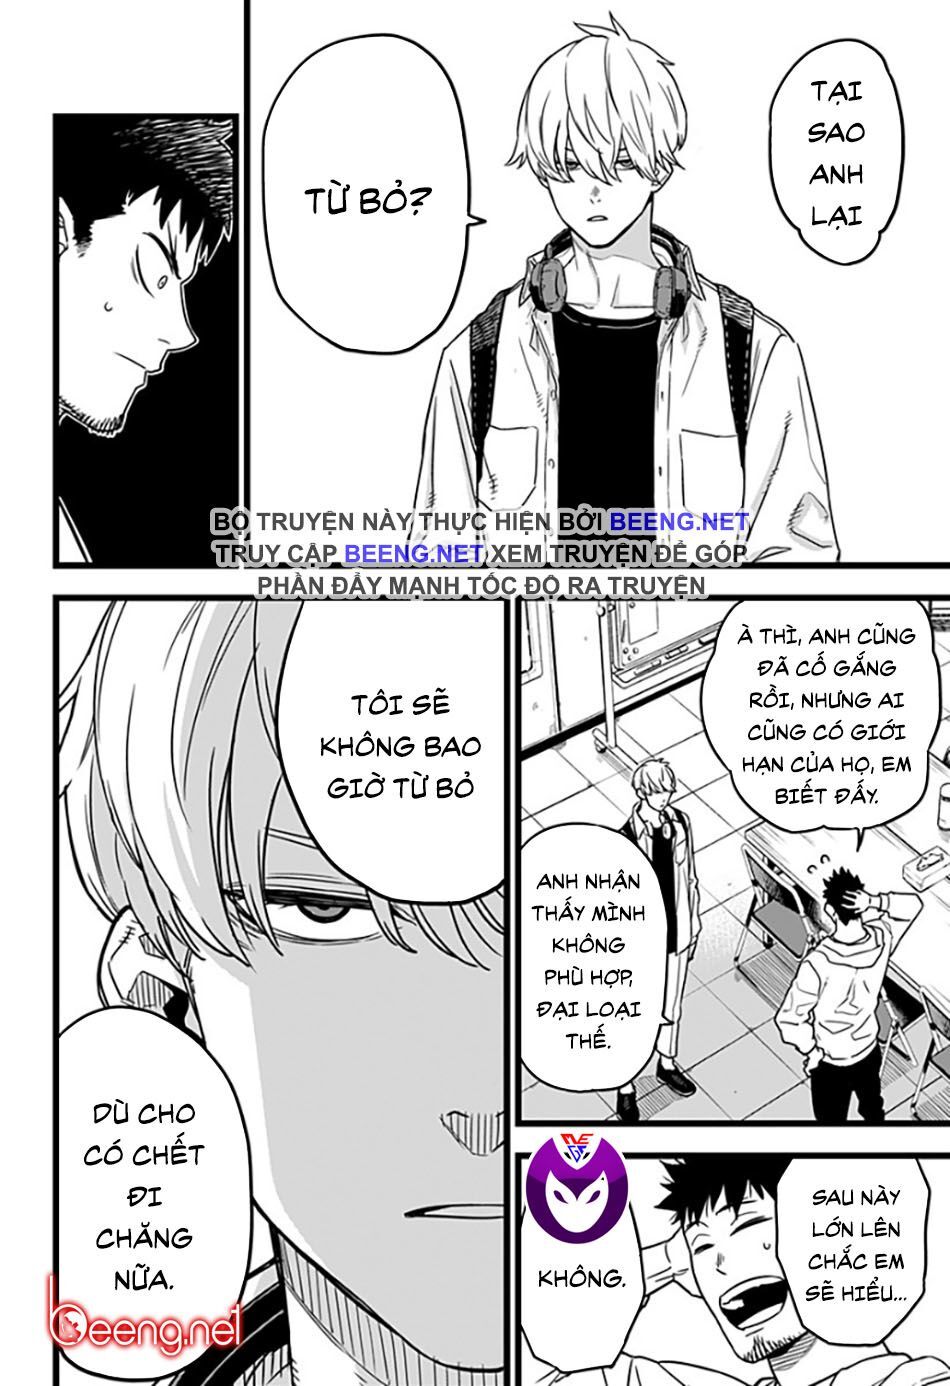 TẠI
SAO
ANH
LẠI
TỪ BỎ?
BỘ TRUYỆN NÀY THỰC HIỆN BỞI BEENG.NET
TRUY CẬP BEENG.NET XEM TRUYỆN ĐỂ GÓP
PHẦN ĐẨY MẠNH TỐC ĐỘ RA TRUYỆN
À THÌ, ANH CŨNG
ĐÃ CỐ GẮNG
RỒI, NHƯNG AI
CŨNG CÓ GIỚI
HẠN CỦA HỌ, EM
BIẾT ĐẤY.
ANH NHẬN
THẤY MÌNH
KHÔNG
PHÙ HỢP,
ĐẠI LOẠI
THẾ.
SAU NÀY
LỚN LÊN
CHẮC EM
SẼ HIỂU...
KHÔNG.
TÔI SẼ
KHÔNG BAO
GIỜ TỪ BỎ
DÙ CHO
CÓ CHẾT
ĐI
CHĂNG
NỮA.
beeng.net